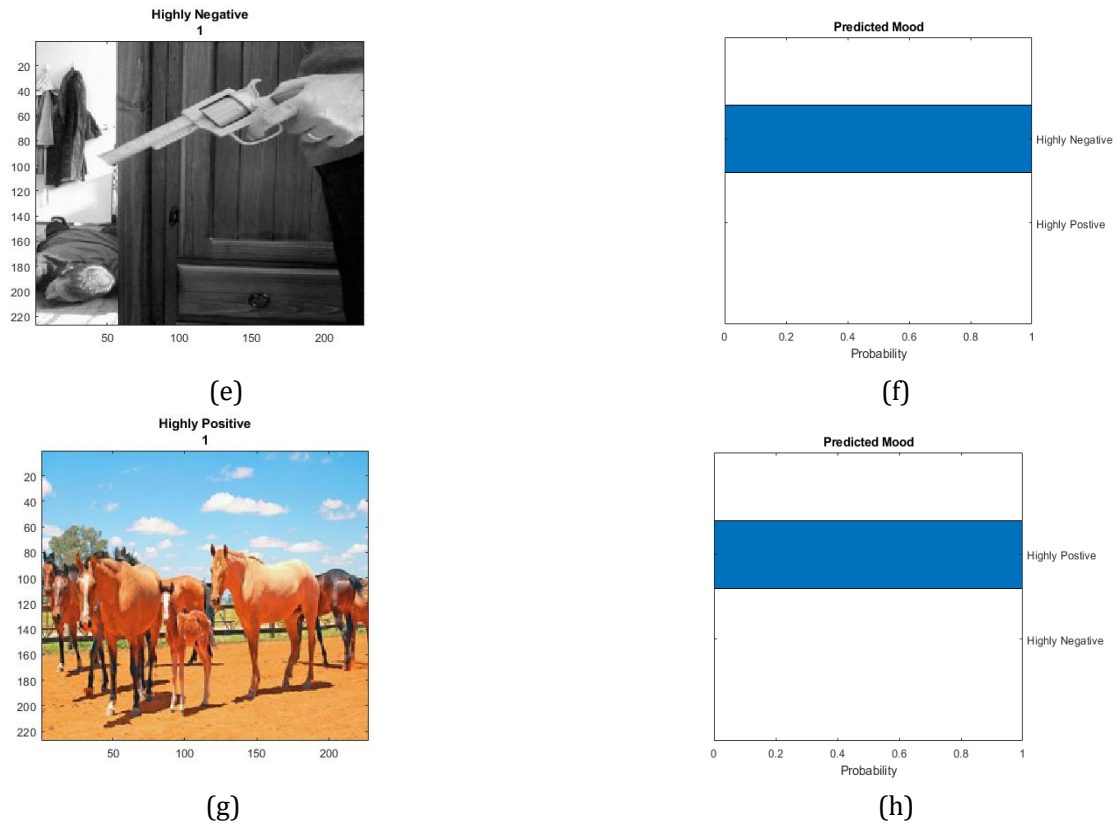 Highly Negative
1
20
40
60
80
100
120
140
160
180
200
220
50 100 150 200
(e)
Predicted Mood
Highly Negative
Highly Postive
0 0.2 0.4 0.6 0.8 1
Probability
(f)
Highly Positive
1
20
40
60
80
100
120
140
160
180
200
220
50 100 150 200
(g)
Predicted Mood
Highly Postive
Highly Negative
0 0.2 0.4 0.6 0.8 1
Probability
(h)